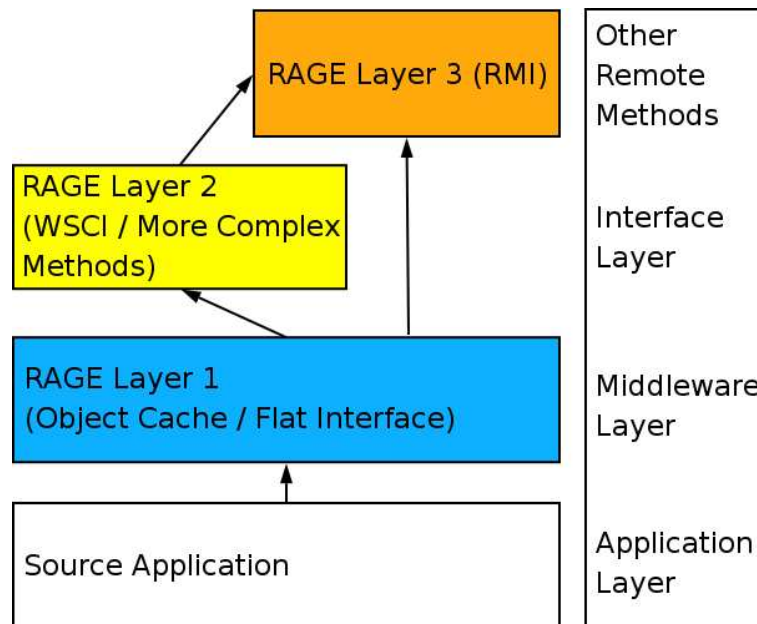 RAGE Layer 3 (RMI)
Other
Remote
Methods
RAGE Layer 2
(WSCI / More Complex
Methods)
Interface
Layer
RAGE Layer 1
(Object Cache / Flat Interface)
Middleware
Layer
Source Application
Application
Layer